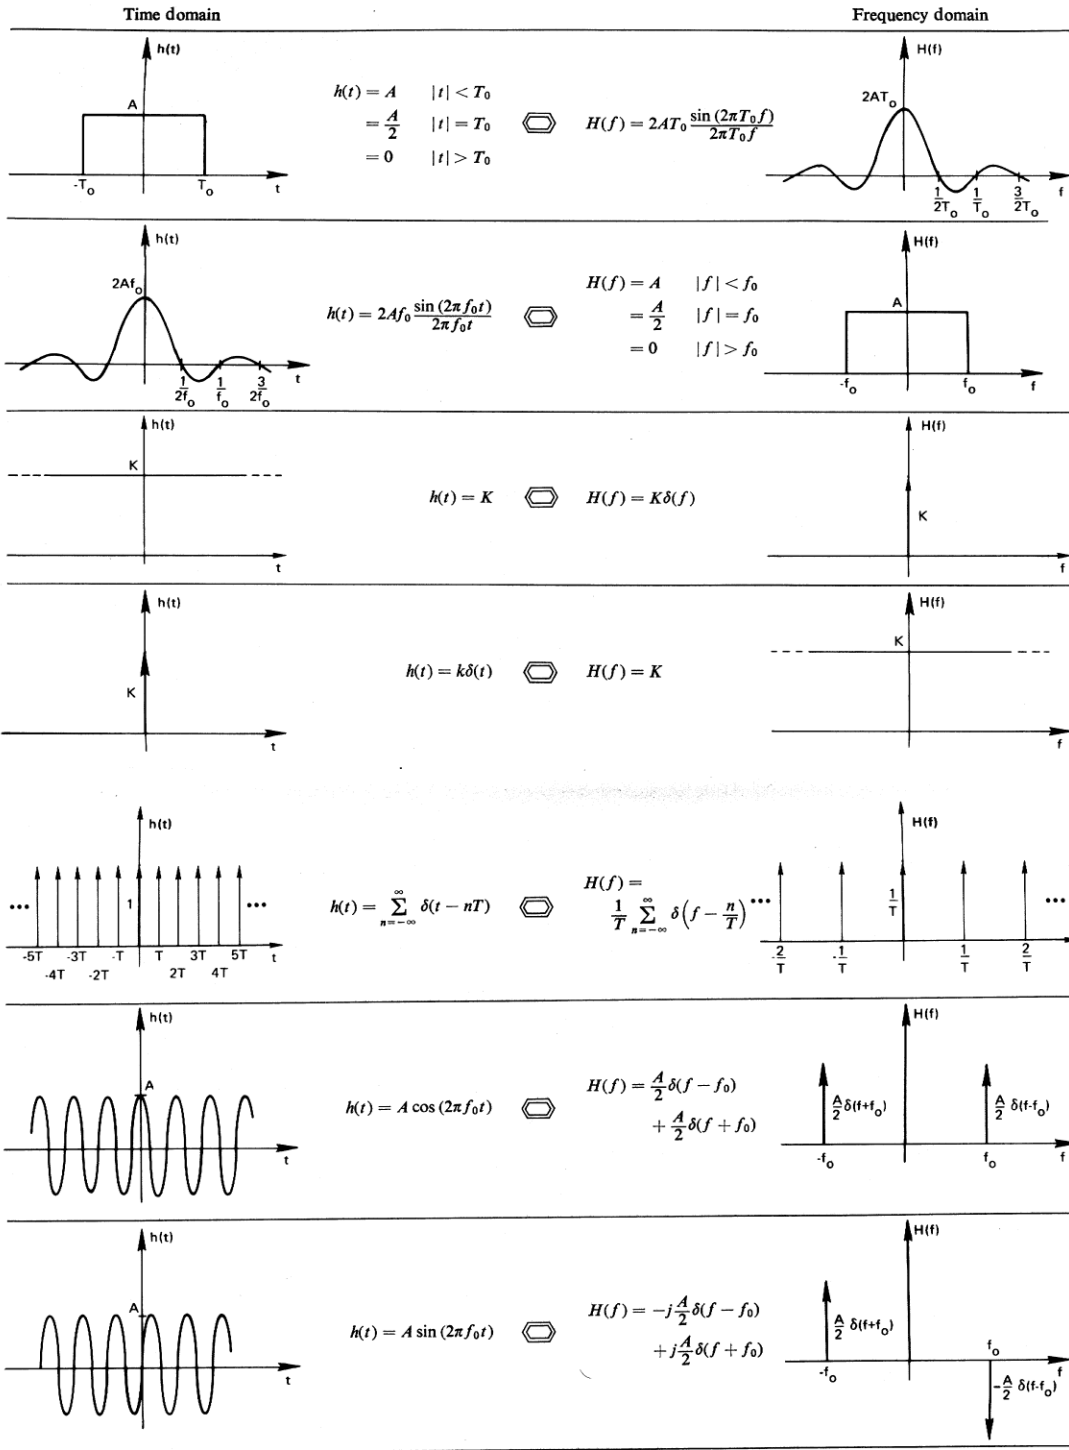 Time domain
Frequency domain
h(t)
A
-T₀
T₀
t
h(t) = A |t| < T₀
= A/2 |t| = T₀
= 0 |t| > T₀
H(f) = 2AT₀ sin (2πT₀f) / 2πT₀f
H(f)
2AT₀
1/2T₀
1/T₀
3/2T₀
f
h(t)
2Af₀
1/2f₀
1/f₀
3/2f₀
t
h(t) = 2Af₀ sin (2πf₀t) / 2πf₀t
H(f) = A |f| < f₀
= A/2 |f| = f₀
= 0 |f| > f₀
H(f)
A
-f₀
f₀
f
h(t)
K
t
h(t) = K
H(f) = Kδ(f)
H(f)
K
f
h(t)
K
t
h(t) = kδ(t)
H(f) = K
H(f)
K
f
h(t)
1
... ...
-5T -3T -T T 3T 5T t
-4T -2T 2T 4T
h(t) = ∑ₙ₌₋∞^∞ δ(t − nT)
H(f) =
1/T ∑ₙ₌₋∞^∞ δ(f − n/T)
H(f)
1/T
... ...
-2/T -1/T 1/T 2/T f
h(t)
A
t
h(t) = A cos (2πf₀t)
H(f) = A/2 δ(f − f₀)
+ A/2 δ(f + f₀)
H(f)
A/2 δ(f+f₀)
A/2 δ(f-f₀)
-f₀
f₀
f
h(t)
A
t
h(t) = A sin (2πf₀t)
H(f) = −j A/2 δ(f − f₀)
+j A/2 δ(f + f₀)
H(f)
A/2 δ(f+f₀)
f₀
-f₀
f
-A/2 δ(f-f₀)